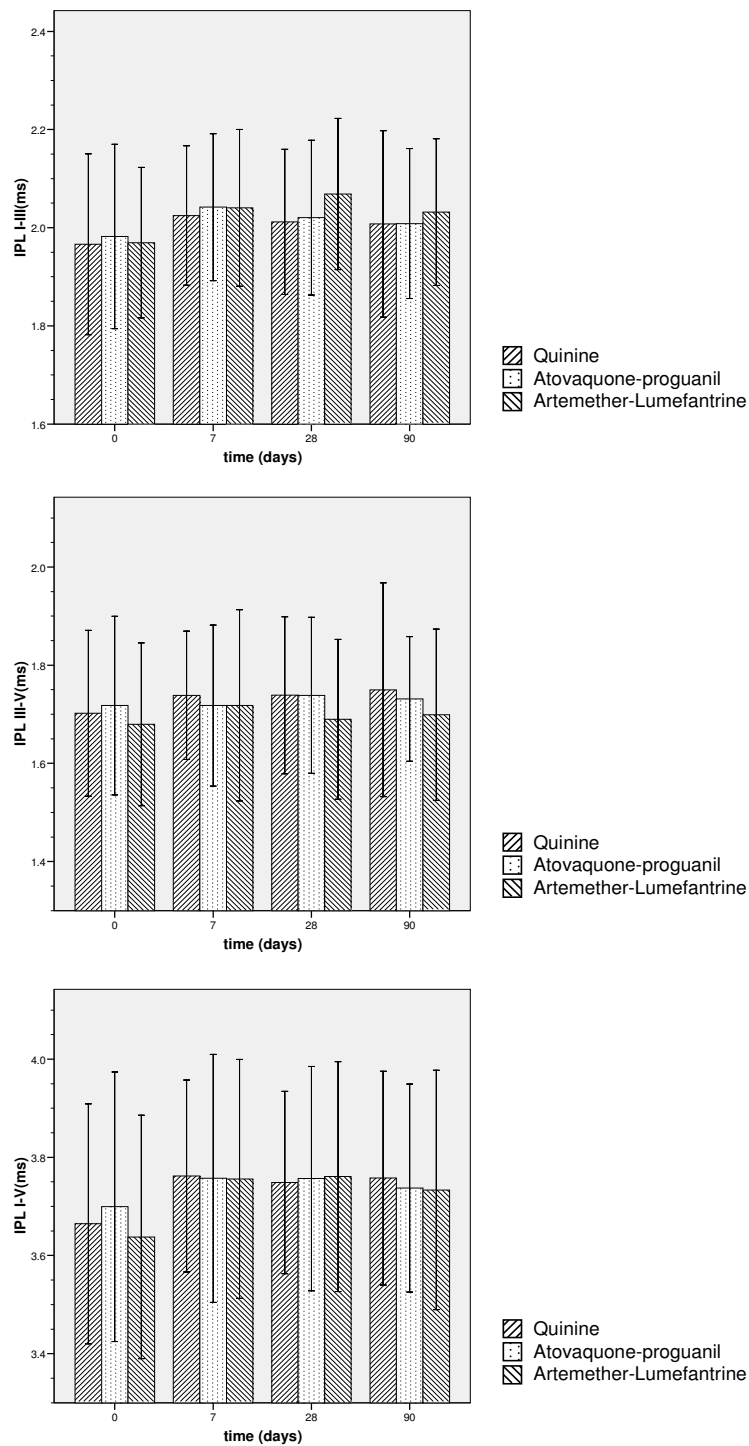 2.4
2.2
2.0
1.8
1.6
IPL I-III(ms)
0 7 28 90
time (days)
Quinine
Atovaquone-proguanil
Artemether-Lumefantrine
2.0
1.8
1.6
1.4
IPL III-V(ms)
0 7 28 90
time (days)
Quinine
Atovaquone-proguanil
Artemether-Lumefantrine
4.0
3.8
3.6
3.4
IPL I-V(ms)
0 7 28 90
time (days)
Quinine
Atovaquone-proguanil
Artemether-Lumefantrine